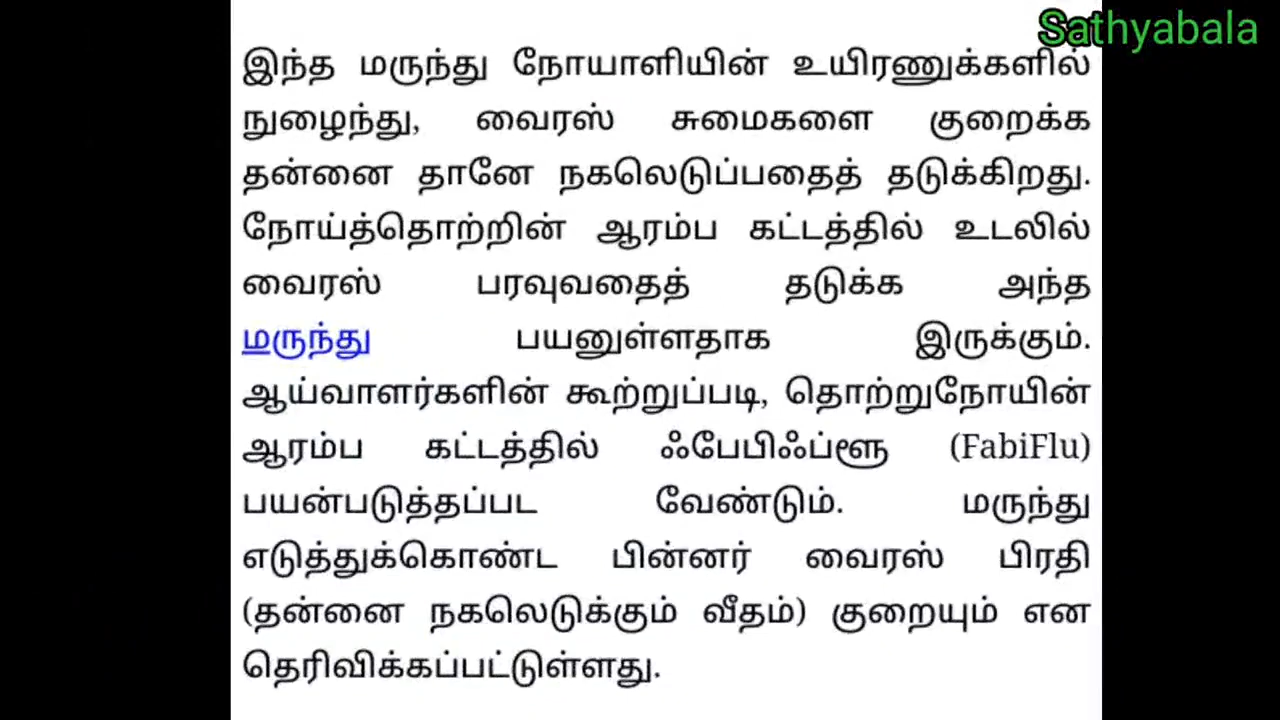 Sathyabala
இந்த மருந்து நோயாளியின் உயிரணுக்களில்
நுழைந்து, வைரஸ் சுமைகளை குறைக்க
தன்னை தானே நகலெடுப்பதைத் தடுக்கிறது.
நோய்த்தொற்றின் ஆரம்ப கட்டத்தில் உடலில்
வைரஸ் பரவுவதைத் தடுக்க அந்த
மருந்து பயனுள்ளதாக இருக்கும்.
ஆய்வாளர்களின் கூற்றுப்படி, தொற்றுநோயின்
ஆரம்ப கட்டத்தில் ஃபேபிஃப்ளூ (FabiFlu)
பயன்படுத்தப்பட வேண்டும். மருந்து
எடுத்துக்கொண்ட பின்னர் வைரஸ் பிரதி
(தன்னை நகலெடுக்கும் வீதம்) குறையும் என
தெரிவிக்கப்பட்டுள்ளது.